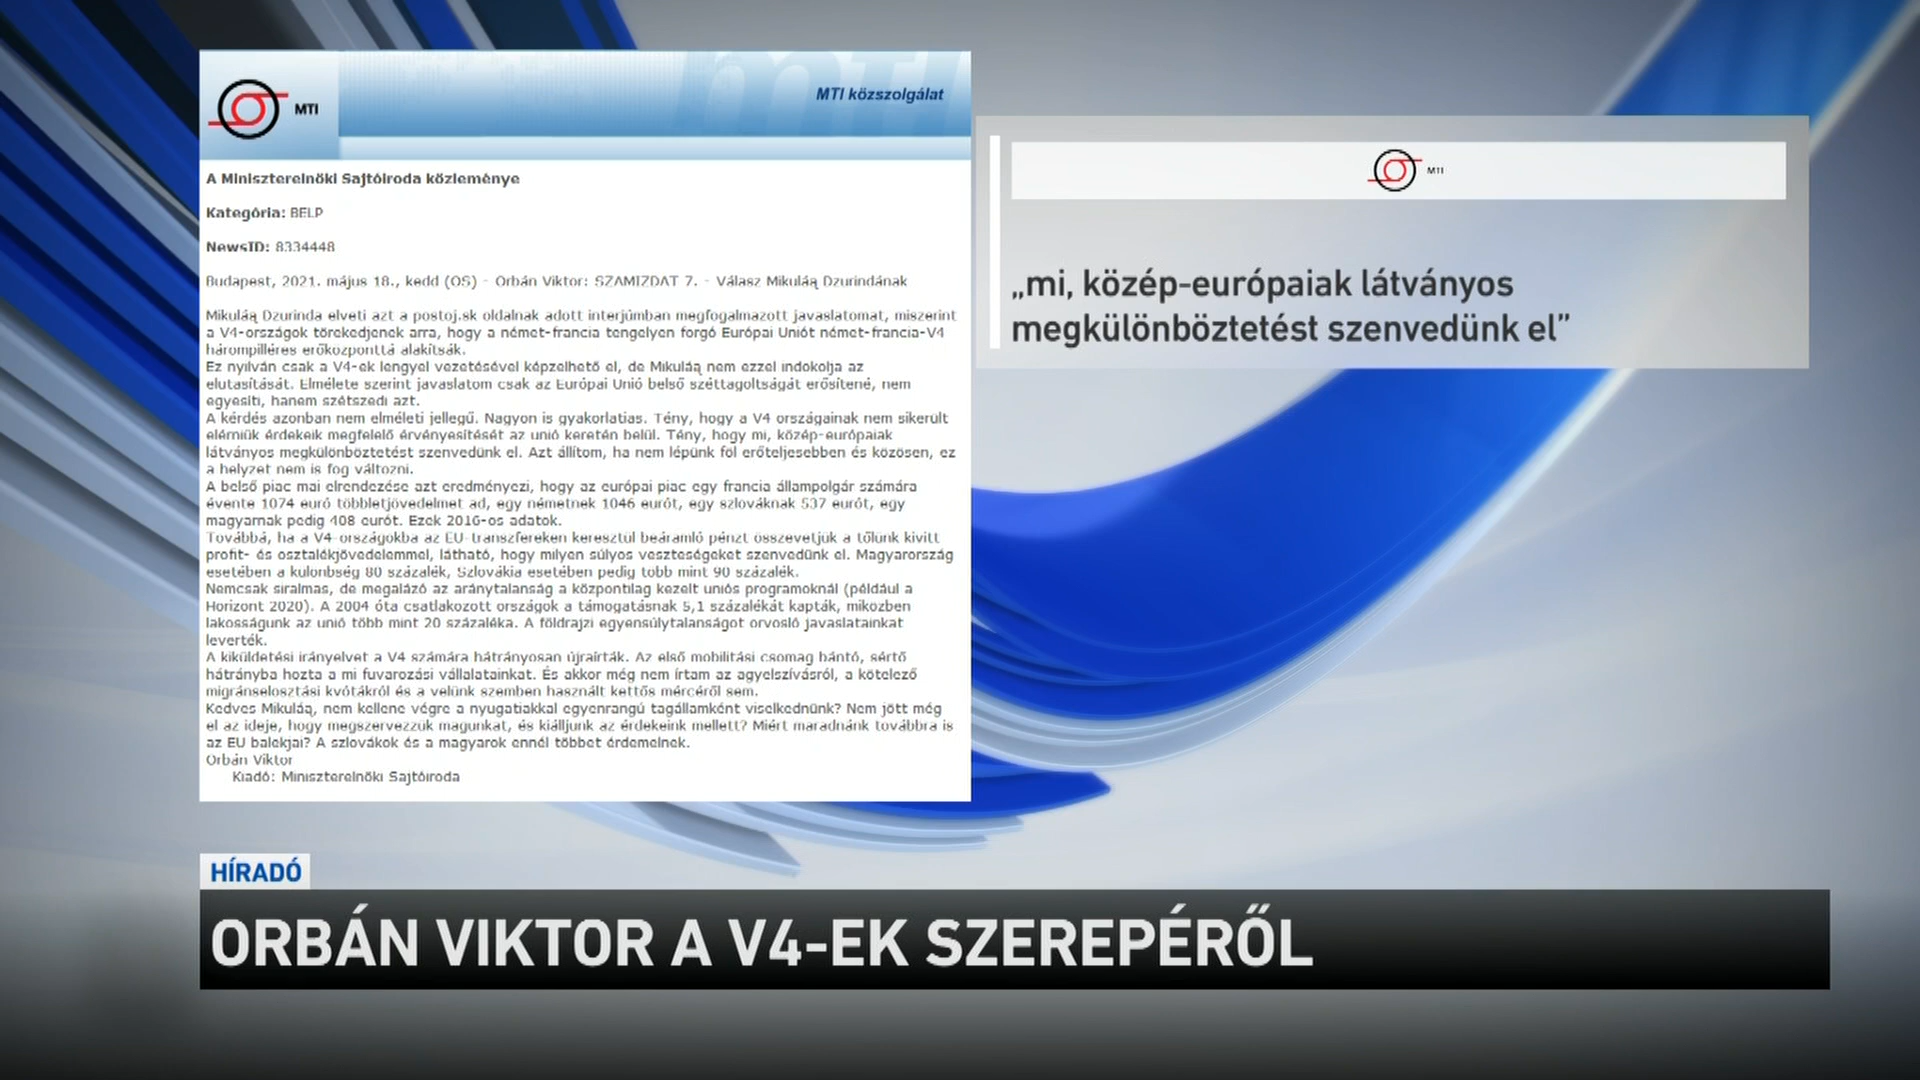 MTI
MTI közszolgálat
A Miniszterelnöki Sajtóiroda közleménye
Kategória: BELP
NewsID: 8334448
Budapest, 2021. május 18., kedd (OS) - Orbán Viktor: SZAMIZDAT 7. - Válasz Mikuláą Dzurindának
Mikuláą Dzurinda elveti azt a postoj.sk oldalnak adott interjúmban megfogalmazott javaslatomat, miszerint
a V4-országok törekedjenek arra, hogy a német-francia tengelyen forgó Európai Uniót német-francia-V4
hárompilléres erőközponttá alakítsák.
Ez nyilván csak a V4-ek lengyel vezetésével képzelhető el, de Mikuláą nem ezzel indokolja az
elutasítását. Elmélete szerint javaslatom csak az Európai Unió belső széttagoltságát erősítené, nem
egyesíti, hanem szétszedi azt.
A kérdés azonban nem elméleti jellegű. Nagyon is gyakorlatias. Tény, hogy a V4 országainak nem sikerült
elérniük érdekeik megfelelő érvényesítését az unió keretén belül. Tény, hogy mi, közép-európaiak
látványos megkülönböztetést szenvedünk el. Azt állítom, ha nem lépünk föl erőteljesebben és közösen, ez
a helyzet nem is fog változni.
A belső piac mai elrendezése azt eredményezi, hogy az európai piac egy francia állampolgár számára
évente 1074 euró többletjövedelmet ad, egy németnek 1046 eurót, egy szlováknak 537 eurót, egy
magyarnak pedig 408 eurót. Ezek 2016-os adatok.
Továbbá, ha a V4-országokba az EU-transzfereken keresztül beáramló pénzt összevetjük a tőlünk kivitt
profit- és osztalékjövedelemmel, látható, hogy milyen súlyos veszteségeket szenvedünk el. Magyarország
esetében a különbség 80 százalék, Szlovákia esetében pedig több mint 90 százalék.
Nemcsak siralmas, de megalázó az aránytalanság a központilag kezelt uniós programoknál (például a
Horizont 2020). A 2004 óta csatlakozott országok a támogatásnak 5,1 százalékát kapták, miközben
lakosságunk az unió több mint 20 százaléka. A földrajzi egyensúlytalanságot orvosló javaslatainkat
leverték.
A kiküldetési irányelvet a V4 számára hátrányosan újraírták. Az első mobilitási csomag bántó, sértő
hátrányba hozta a mi fuvarozási vállalatainkat. És akkor még nem írtam az agyelszívásról, a kötelező
migránselosztási kvótákról és a velünk szemben használt kettős mércéről sem.
Kedves Mikuláą, nem kellene végre a nyugatiakkal egyenrangú tagállamként viselkednünk? Nem jött még
el az ideje, hogy megszervezzük magunkat, és kiálljunk az érdekeink mellett? Miért maradnánk továbbra is
az EU balekjai? A szlovákok és a magyarok ennél többet érdemelnek.
Orbán Viktor
Kiadó: Miniszterelnöki Sajtóiroda
MTI
„mi, közép-európaiak látványos
megkülönböztetést szenvedünk el”
HÍRADÓ
ORBÁN VIKTOR A V4-EK SZEREPÉRŐL